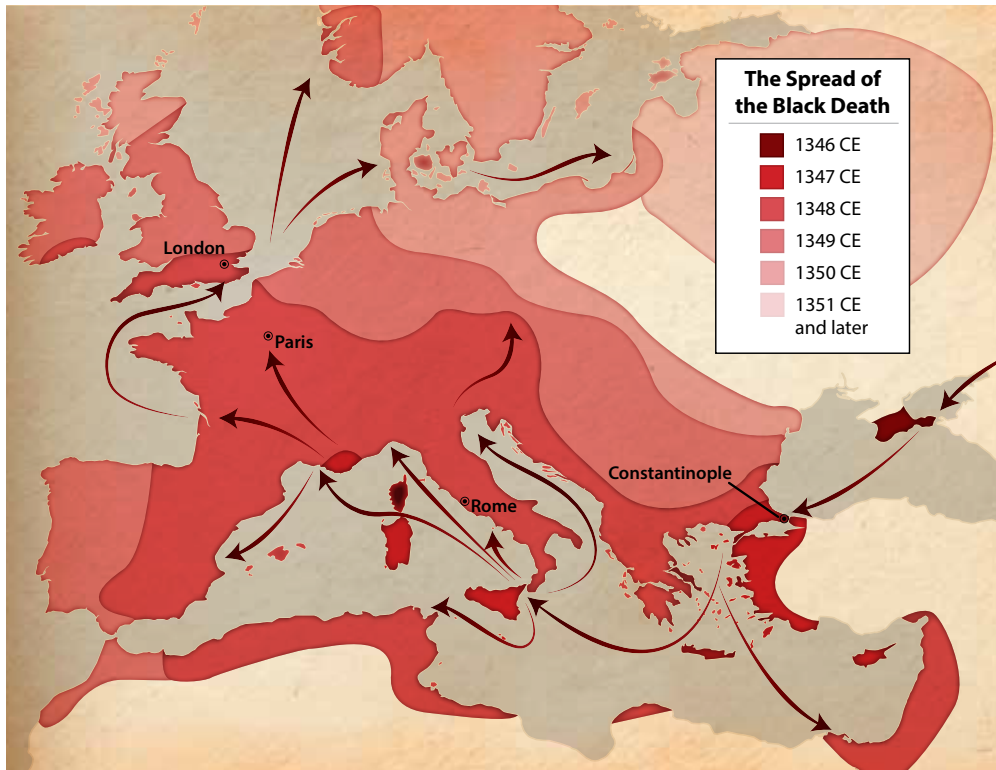 The Spread of
the Black Death
1346 CE
1347 CE
1348 CE
1349 CE
1350 CE
1351 CE
and later
London
Paris
Constantinople
Rome